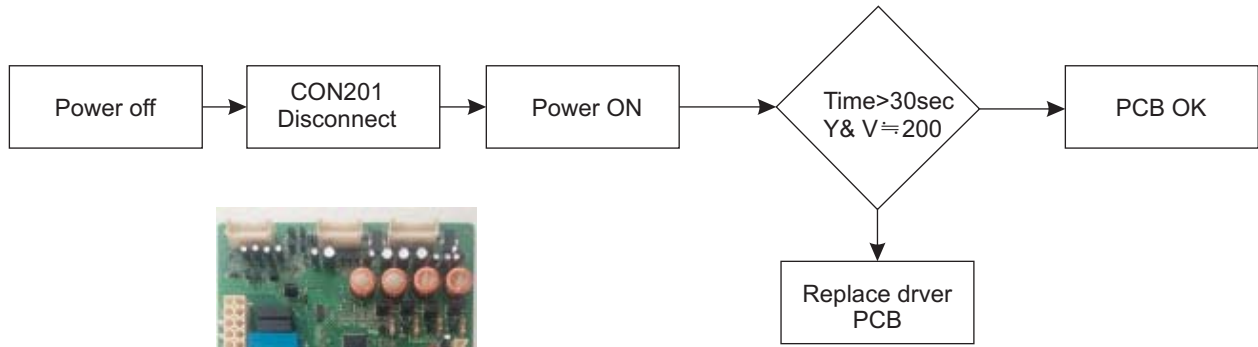 Power off
CON201
Disconnect
Power ON
Time>30sec
Y& V≒200
PCB OK
Replace drver
PCB